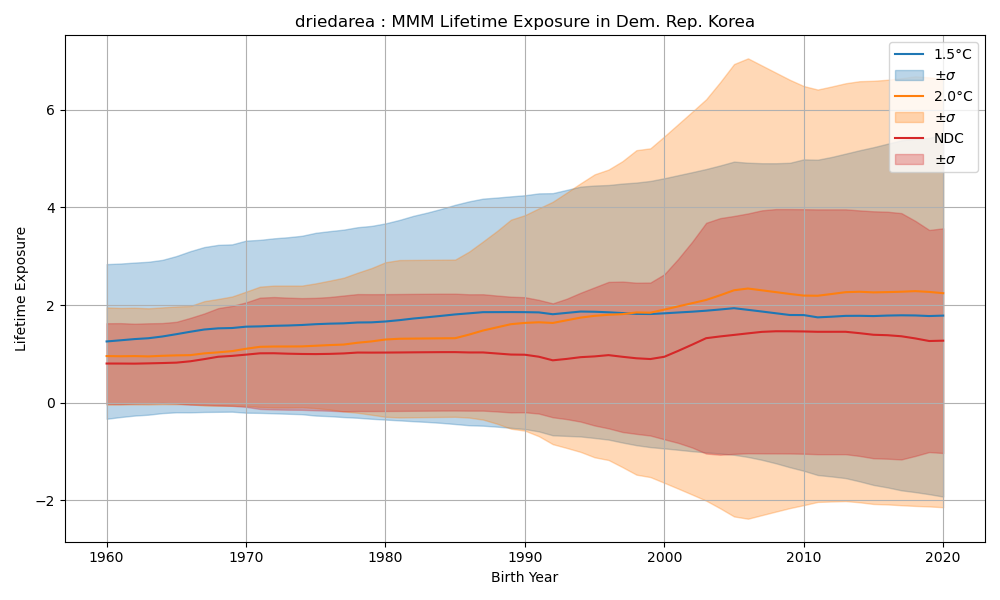 driedarea : MMM Lifetime Exposure in Dem. Rep. Korea
1.5°C
±σ
2.0°C
±σ
NDC
±σ
Lifetime Exposure
6
4
2
0
−2
1960 1970 1980 1990 2000 2010 2020
Birth Year